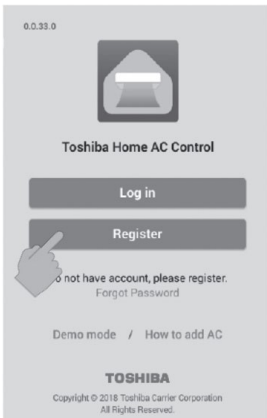 0.0.33.0
Toshiba Home AC Control
Log in
Register
o not have account, please register.
Forgot Password
Demo mode / How to add AC
TOSHIBA
Copyright © 2018 Toshiba Carrier Corporation
All Rights Reserved.